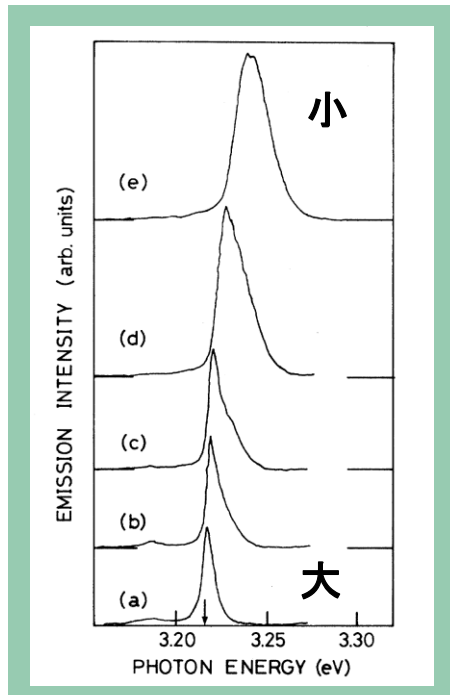 小
(e)
(d)
(c)
(b)
大
(a)
EMISSION INTENSITY (arb. units)
3.20 3.25 3.30
PHOTON ENERGY (eV)